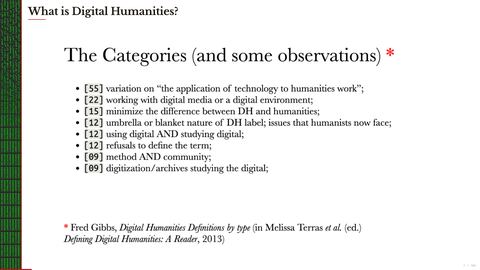 What is Digital Humanities?
The Categories (and some observations) *
• [55] variation on “the application of technology to humanities work”;
• [22] working with digital media or a digital environment;
• [15] minimize the difference between DH and humanities;
• [12] umbrella or blanket nature of DH label; issues that humanists now face;
• [12] using digital AND studying digital;
• [12] refusals to define the term;
• [09] method AND community;
• [09] digitization/archives studying the digital;
* Fred Gibbs, Digital Humanities Definitions by type (in Melissa Terras et al. (ed.)
Defining Digital Humanities: A Reader, 2013)